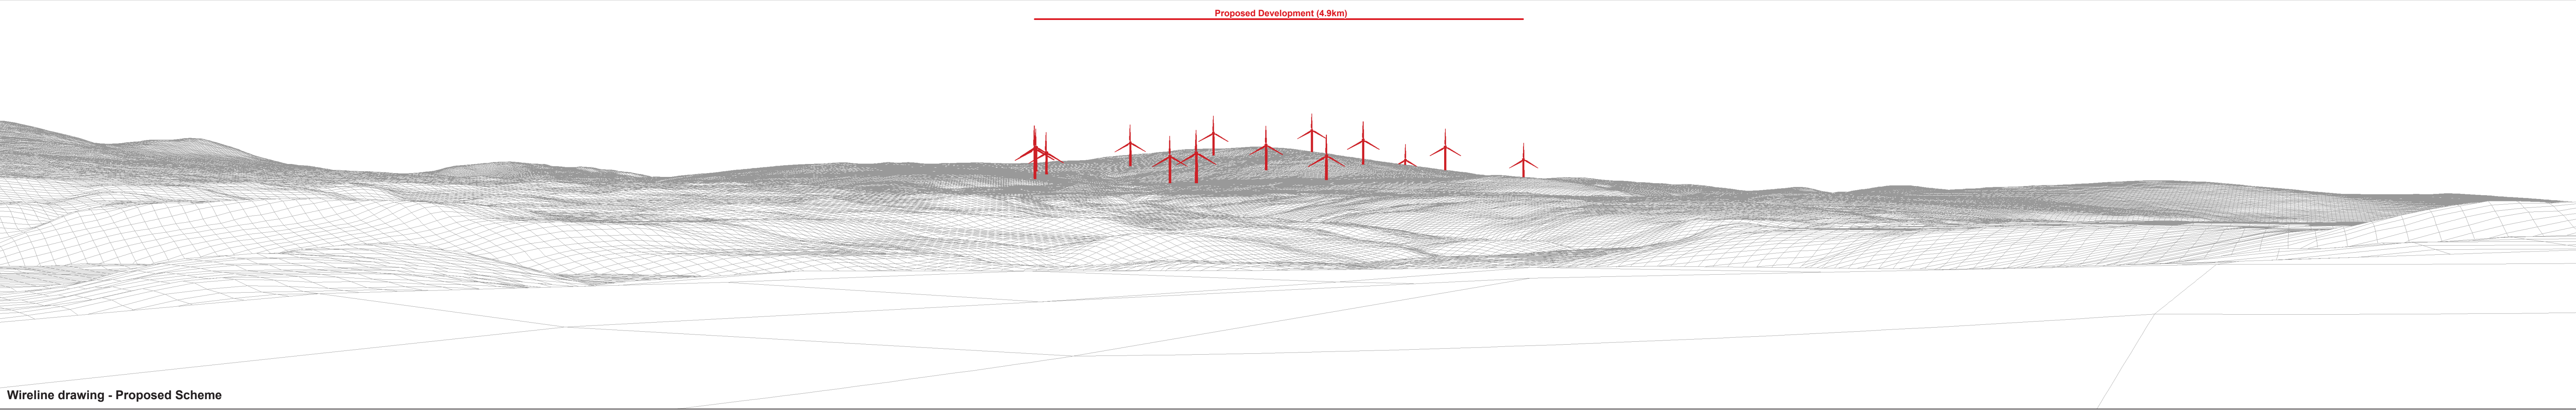 Proposed Development (4.9km)
Wireline drawing - Proposed Scheme